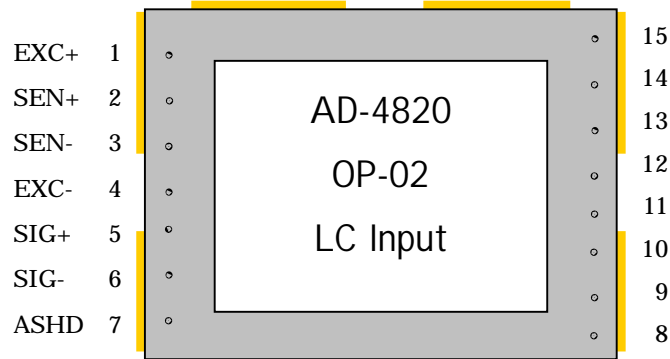 EXC+ 1
SEN+ 2
SEN- 3
EXC- 4
SIG+ 5
SIG- 6
ASHD 7
AD-4820
OP-02
LC Input
15
14
13
12
11
10
9
8